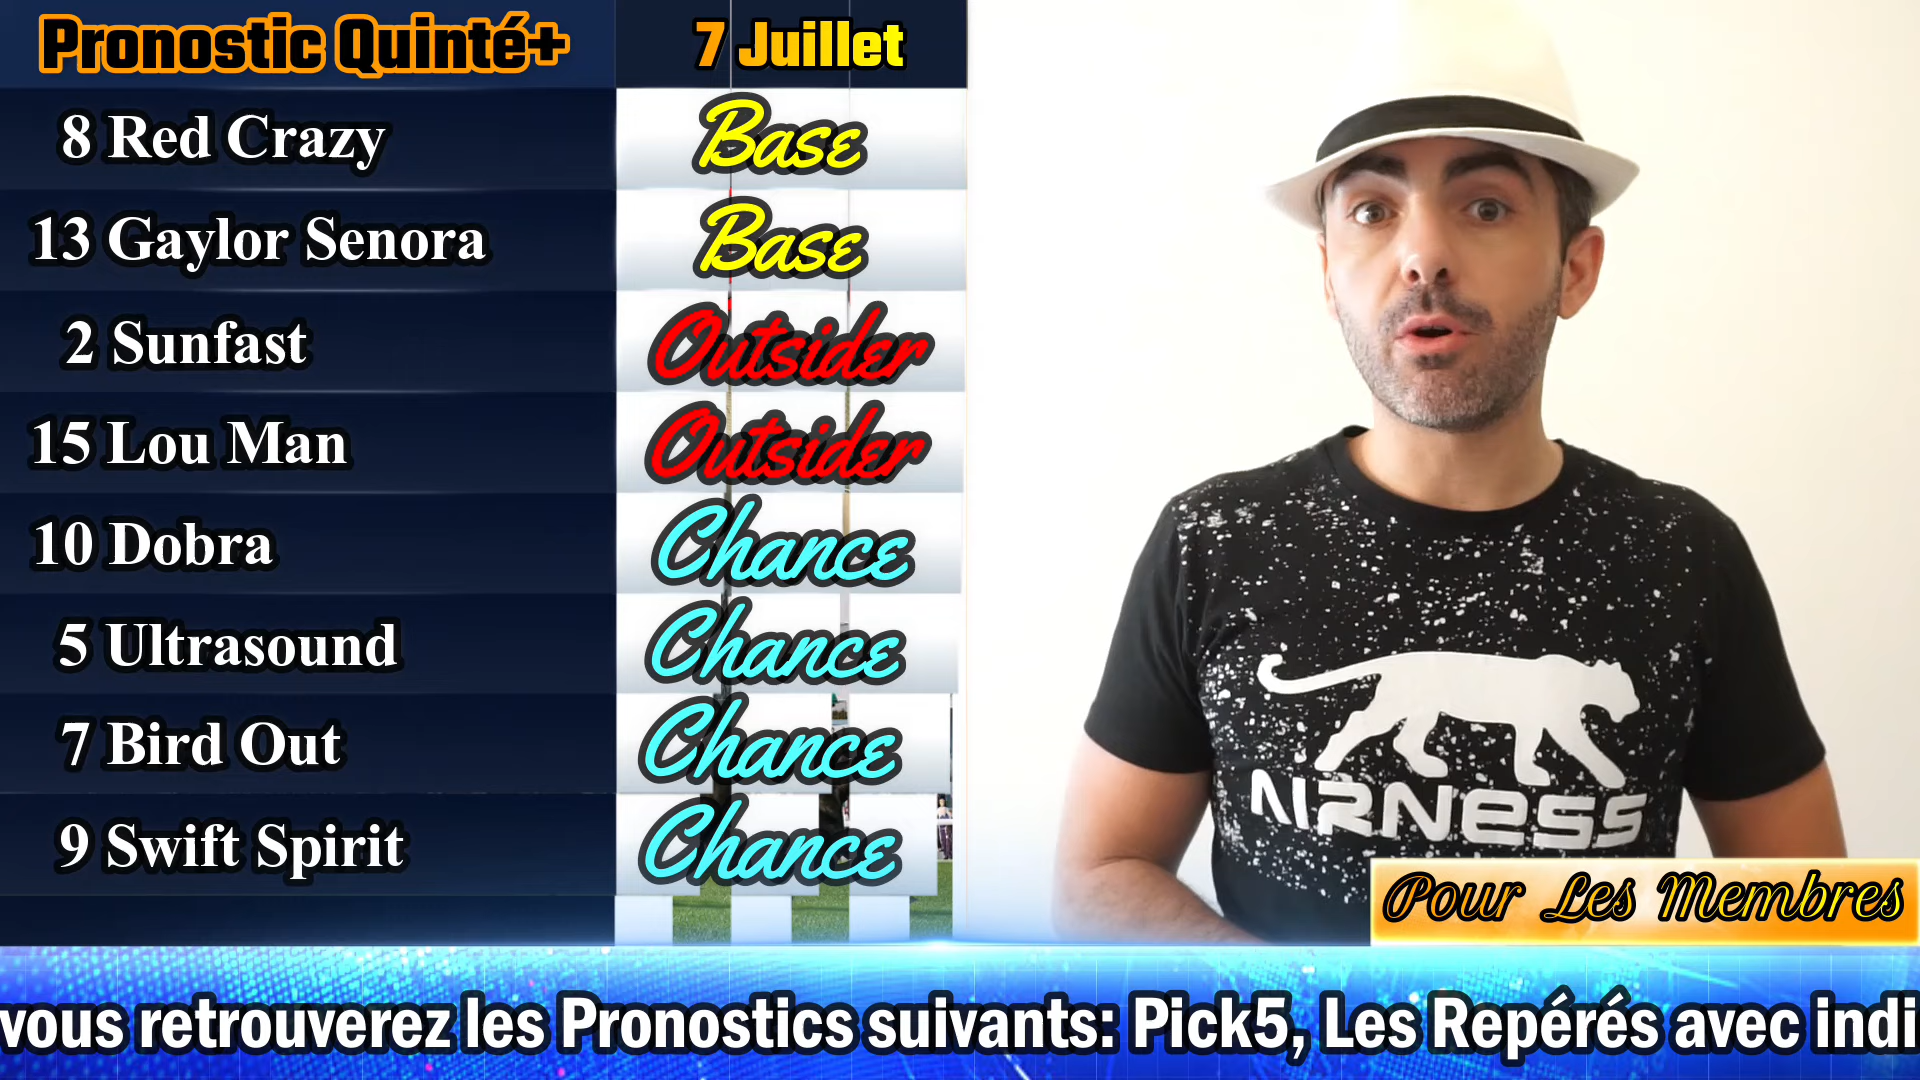 Pronostic Quinté+ 7 Juillet
8 Red Crazy Base
13 Gaylor Senora Base
2 Sunfast Outsider
15 Lou Man Outsider
10 Dobra Chance
5 Ultrasound Chance
7 Bird Out Chance
9 Swift Spirit Chance
AIRNESS
Pour Les Membres
vous retrouverez les Pronostics suivants: Pick5, Les Repérés avec indi